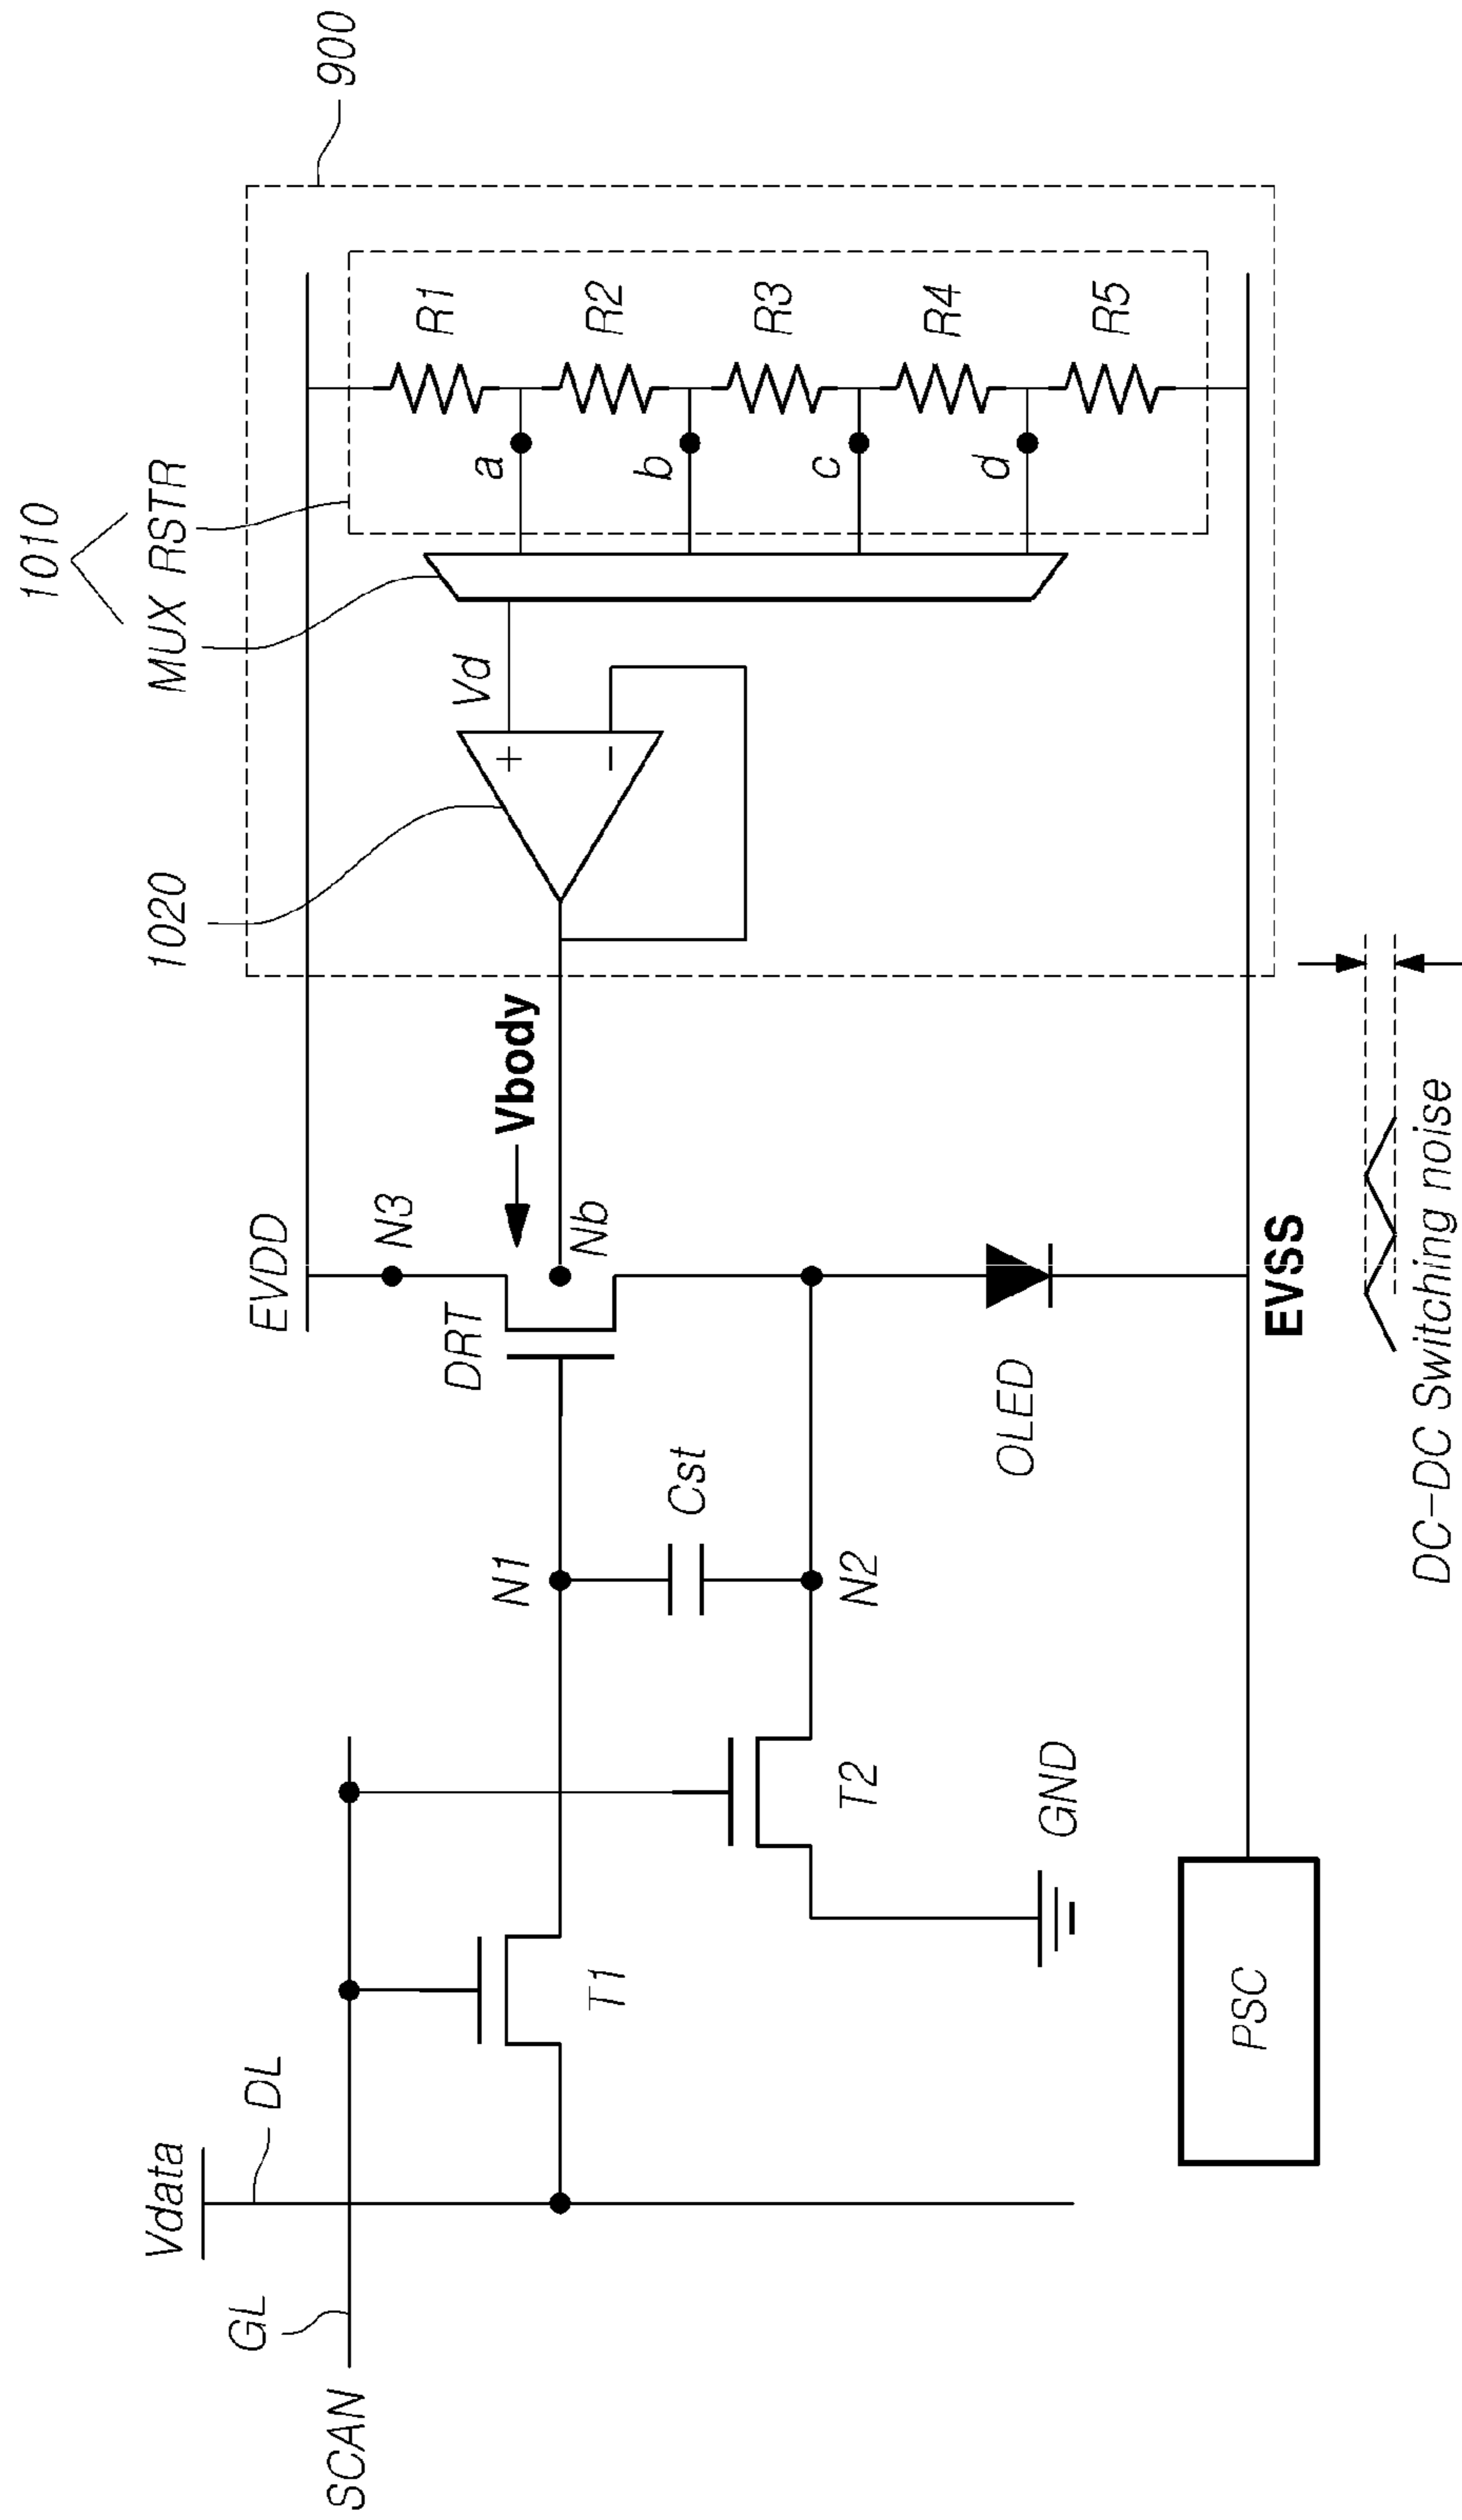 1010
MUX RSTR
900
1020
Vdata
DL
GL
SCAN
EVDD
N3
DRT
Vbody
Nb
Vd
+
−
a
b
c
d
R1
R2
R3
R4
R5
N1
Cst
N2
T1
T2
GND
OLED
EVSS
PSC
DC-DC Switching noise